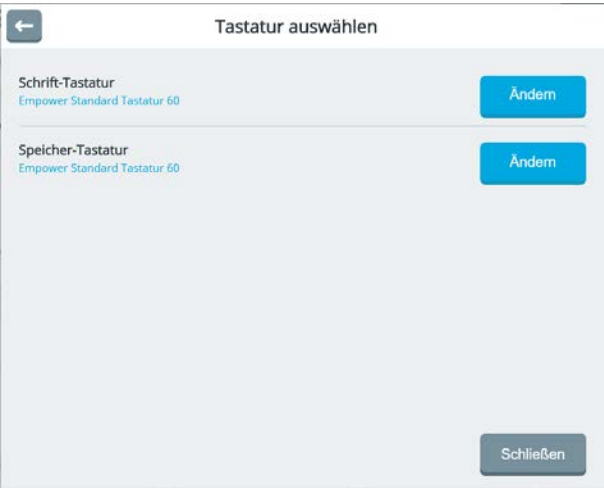 Tastatur auswählen
Schrift-Tastatur
Empower Standard Tastatur 60
Ändern
Speicher-Tastatur
Empower Standard Tastatur 60
Ändern
Schließen